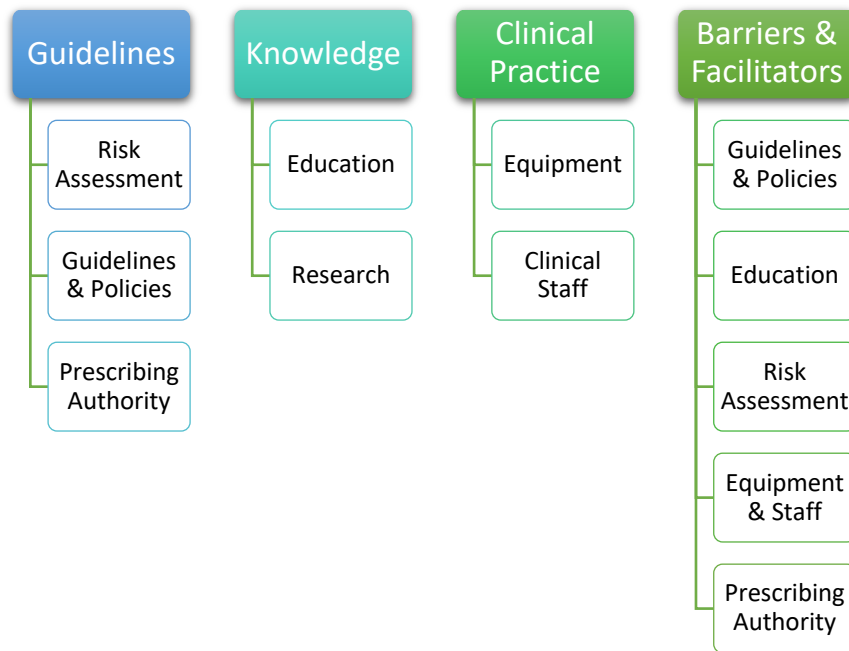 Guidelines
Risk
Assessment
Guidelines
& Policies
Prescribing
Authority
Knowledge
Education
Research
Clinical
Practice
Equipment
Clinical
Staff
Barriers &
Facilitators
Guidelines
& Policies
Education
Risk
Assessment
Equipment
& Staff
Prescribing
Authority